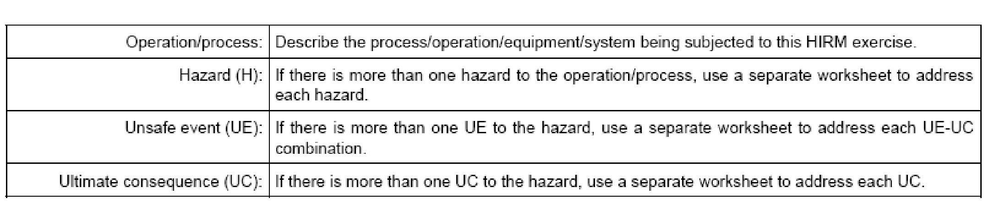 Operation/process: Describe the process/operation/equipment/system being subjected to this HIRM exercise.
Hazard (H): If there is more than one hazard to the operation/process, use a separate worksheet to address
each hazard.
Unsafe event (UE): If there is more than one UE to the hazard, use a separate worksheet to address each UE-UC
combination.
Ultimate consequence (UC): If there is more than one UC to the hazard, use a separate worksheet to address each UC.